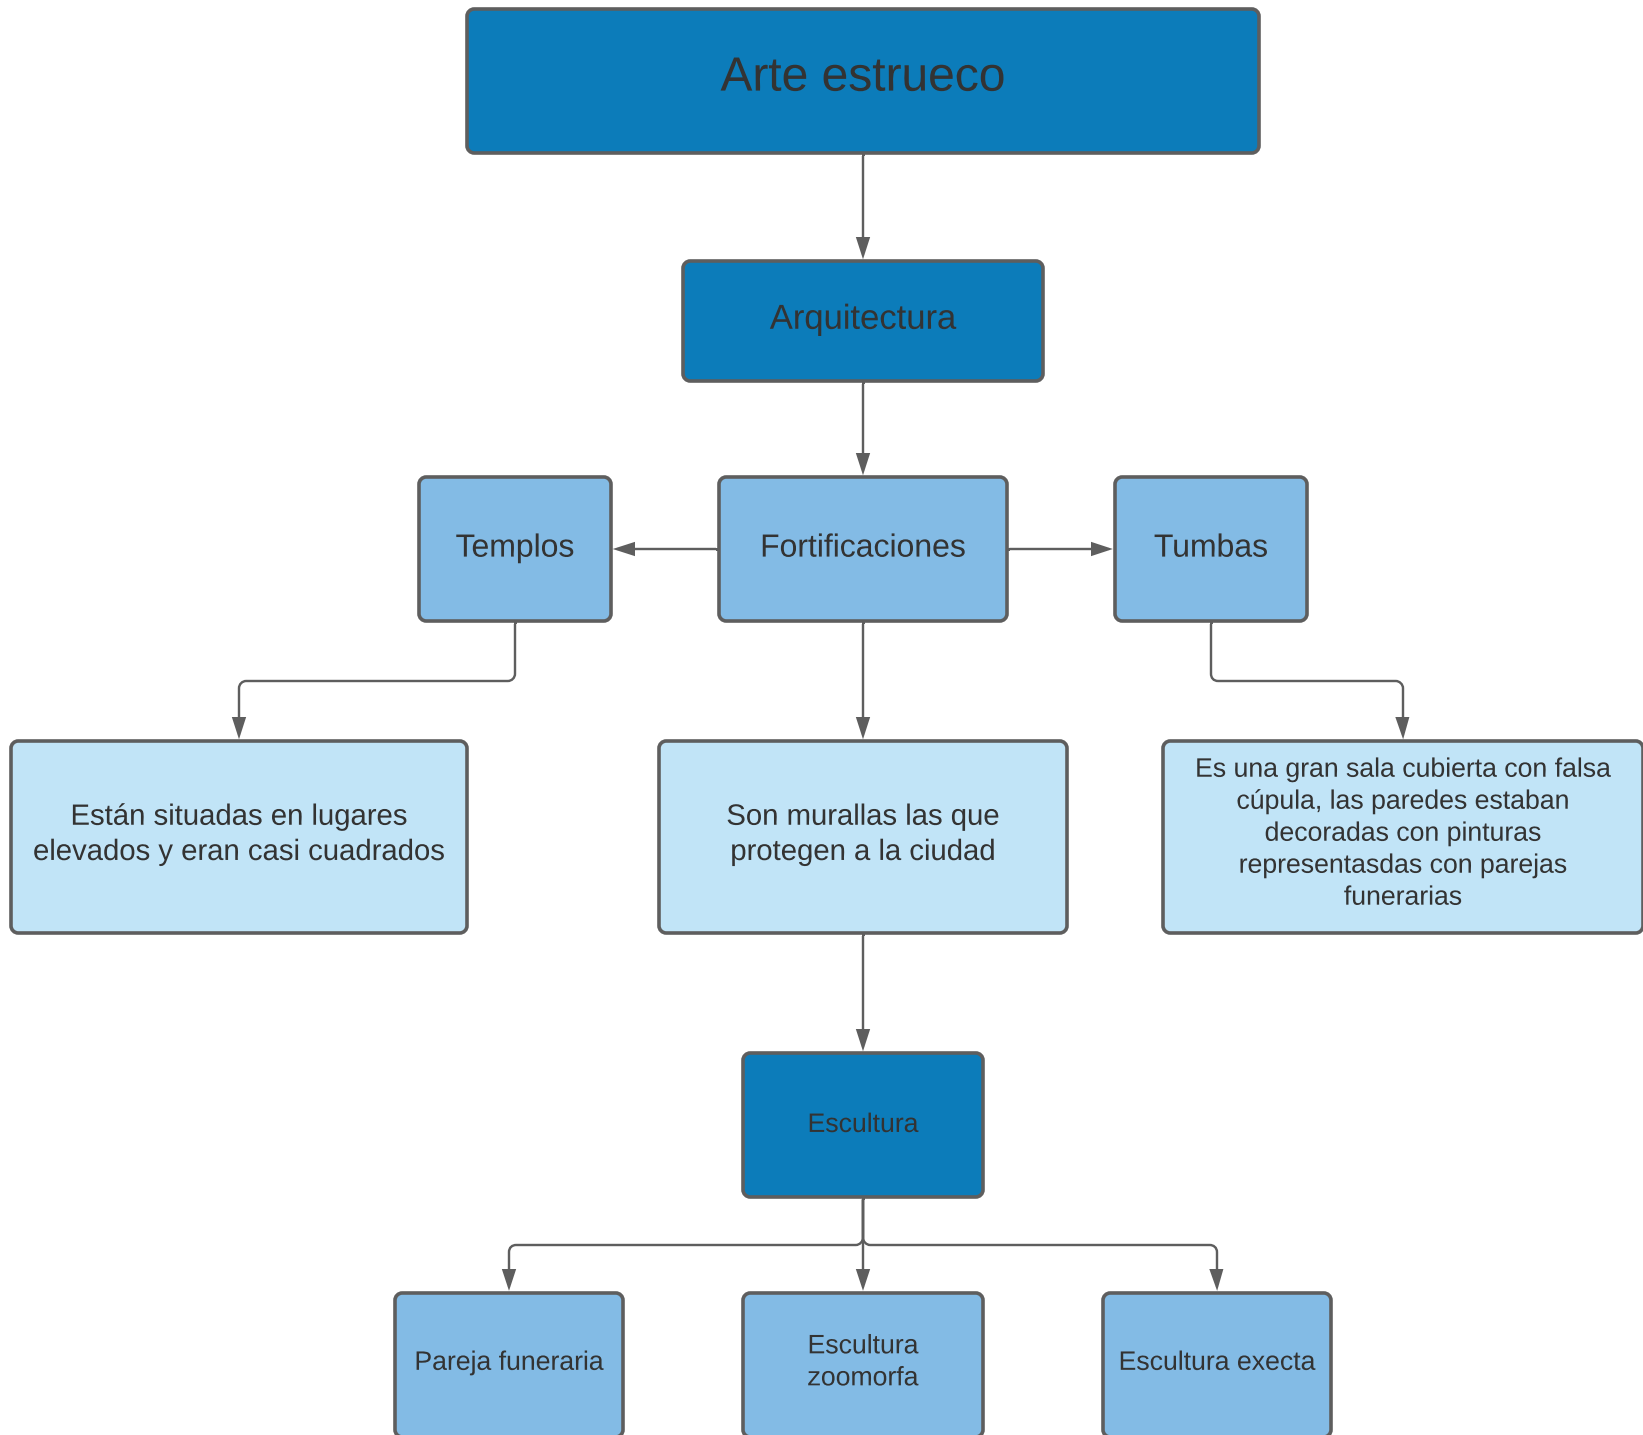 Arte estrueco
Arquitectura
Templos
Fortificaciones
Tumbas
Están situadas en lugares
elevados y eran casi cuadrados
Son murallas las que
protegen a la ciudad
Es una gran sala cubierta con falsa
cúpula, las paredes estaban
decoradas con pinturas
representasdas con parejas
funerarias
Escultura
Pareja funeraria
Escultura
zoomorfa
Escultura execta